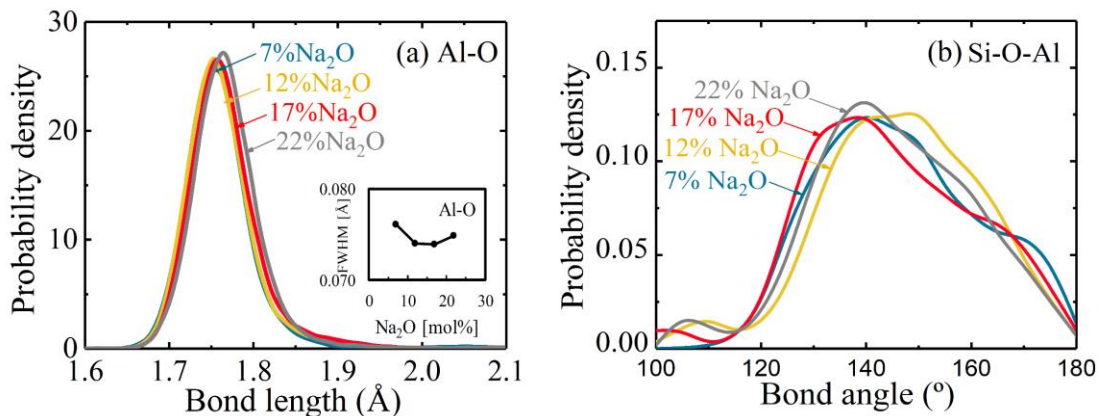 30
25
20
15
10
5
0
Probability density
(a) Al-O
7%Na₂O
12%Na₂O
17%Na₂O
22%Na₂O
0.080
0.070
FWHM [Å]
Al-O
0 10 20 30
Na₂O [mol%]
1.6 1.7 1.8 1.9 2.0 2.1
Bond length (Å)
0.15
0.10
0.05
0.00
Probability density
(b) Si-O-Al
22% Na₂O
17% Na₂O
12% Na₂O
7% Na₂O
100 120 140 160 180
Bond angle (º)